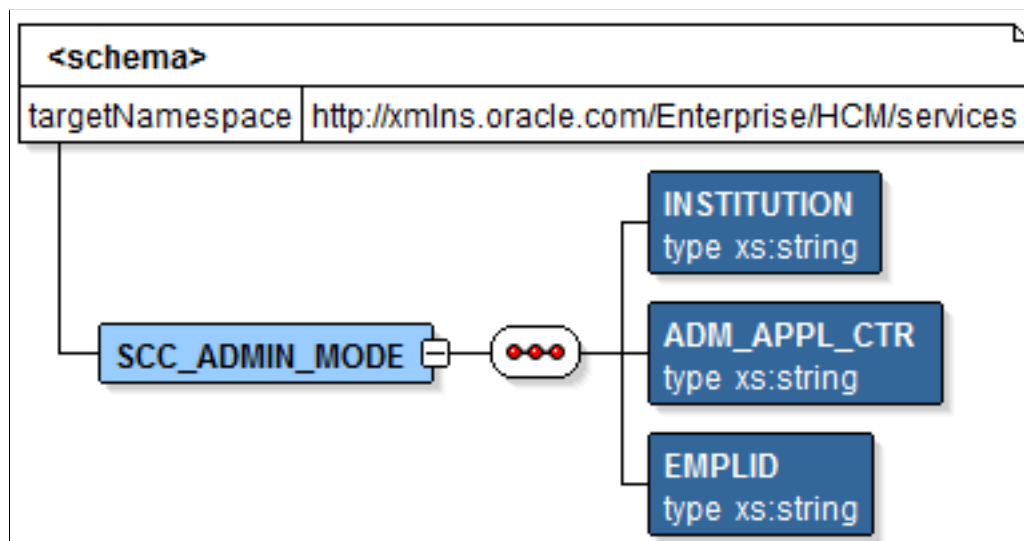 <schema>
targetNamespace http://xmlns.oracle.com/Enterprise/HCM/services
INSTITUTION
type xs:string
SCC_ADMIN_MODE
ADM_APPL_CTR
type xs:string
EMPLID
type xs:string